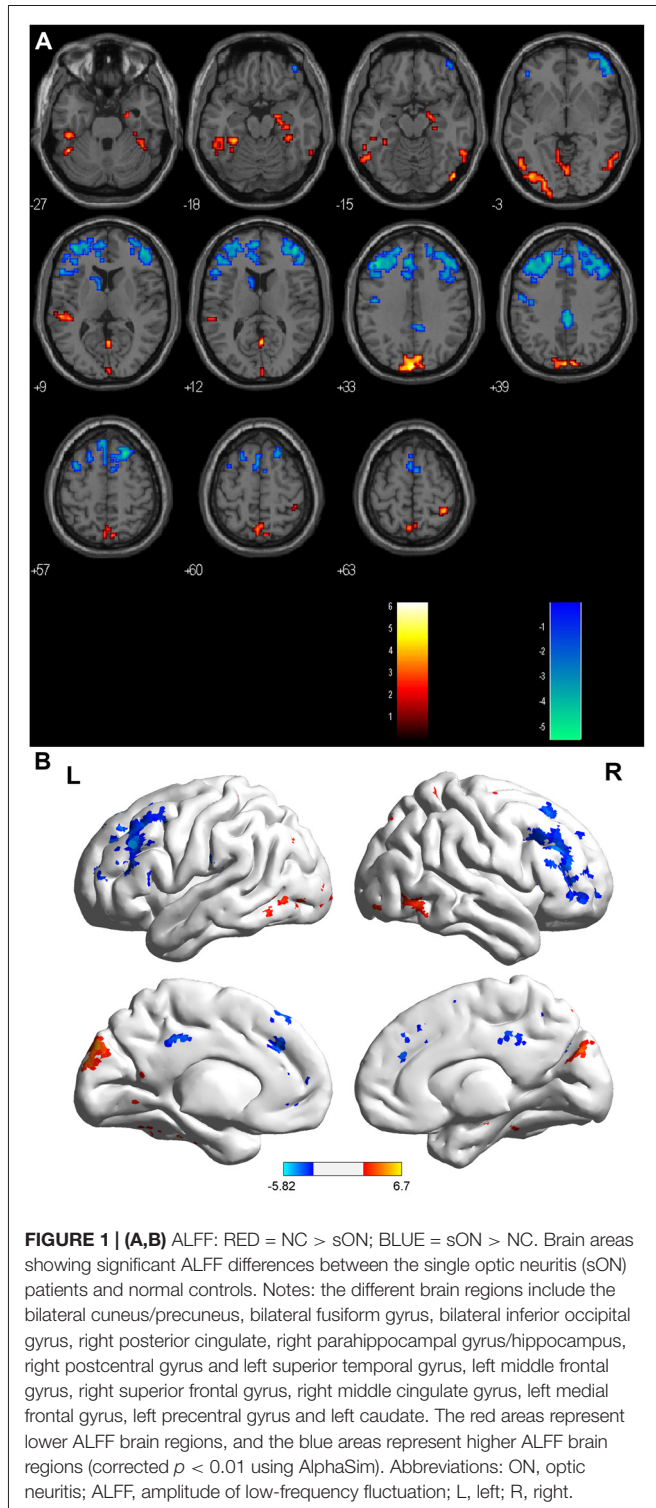 A
-27
-18
-15
-3
+9
+12
+33
+39
+57
+60
+63
6
5
4
3
2
1
-1
-2
-3
-4
-5
B
L
R
-5.82
6.7
FIGURE 1 | (A,B) ALFF: RED = NC > sON; BLUE = sON > NC. Brain areas
showing significant ALFF differences between the single optic neuritis (sON)
patients and normal controls. Notes: the different brain regions include the
bilateral cuneus/precuneus, bilateral fusiform gyrus, bilateral inferior occipital
gyrus, right posterior cingulate, right parahippocampal gyrus/hippocampus,
right postcentral gyrus and left superior temporal gyrus, left middle frontal
gyrus, right superior frontal gyrus, right middle cingulate gyrus, left medial
frontal gyrus, left precentral gyrus and left caudate. The red areas represent
lower ALFF brain regions, and the blue areas represent higher ALFF brain
regions (corrected p < 0.01 using AlphaSim). Abbreviations: ON, optic
neuritis; ALFF, amplitude of low-frequency fluctuation; L, left; R, right.